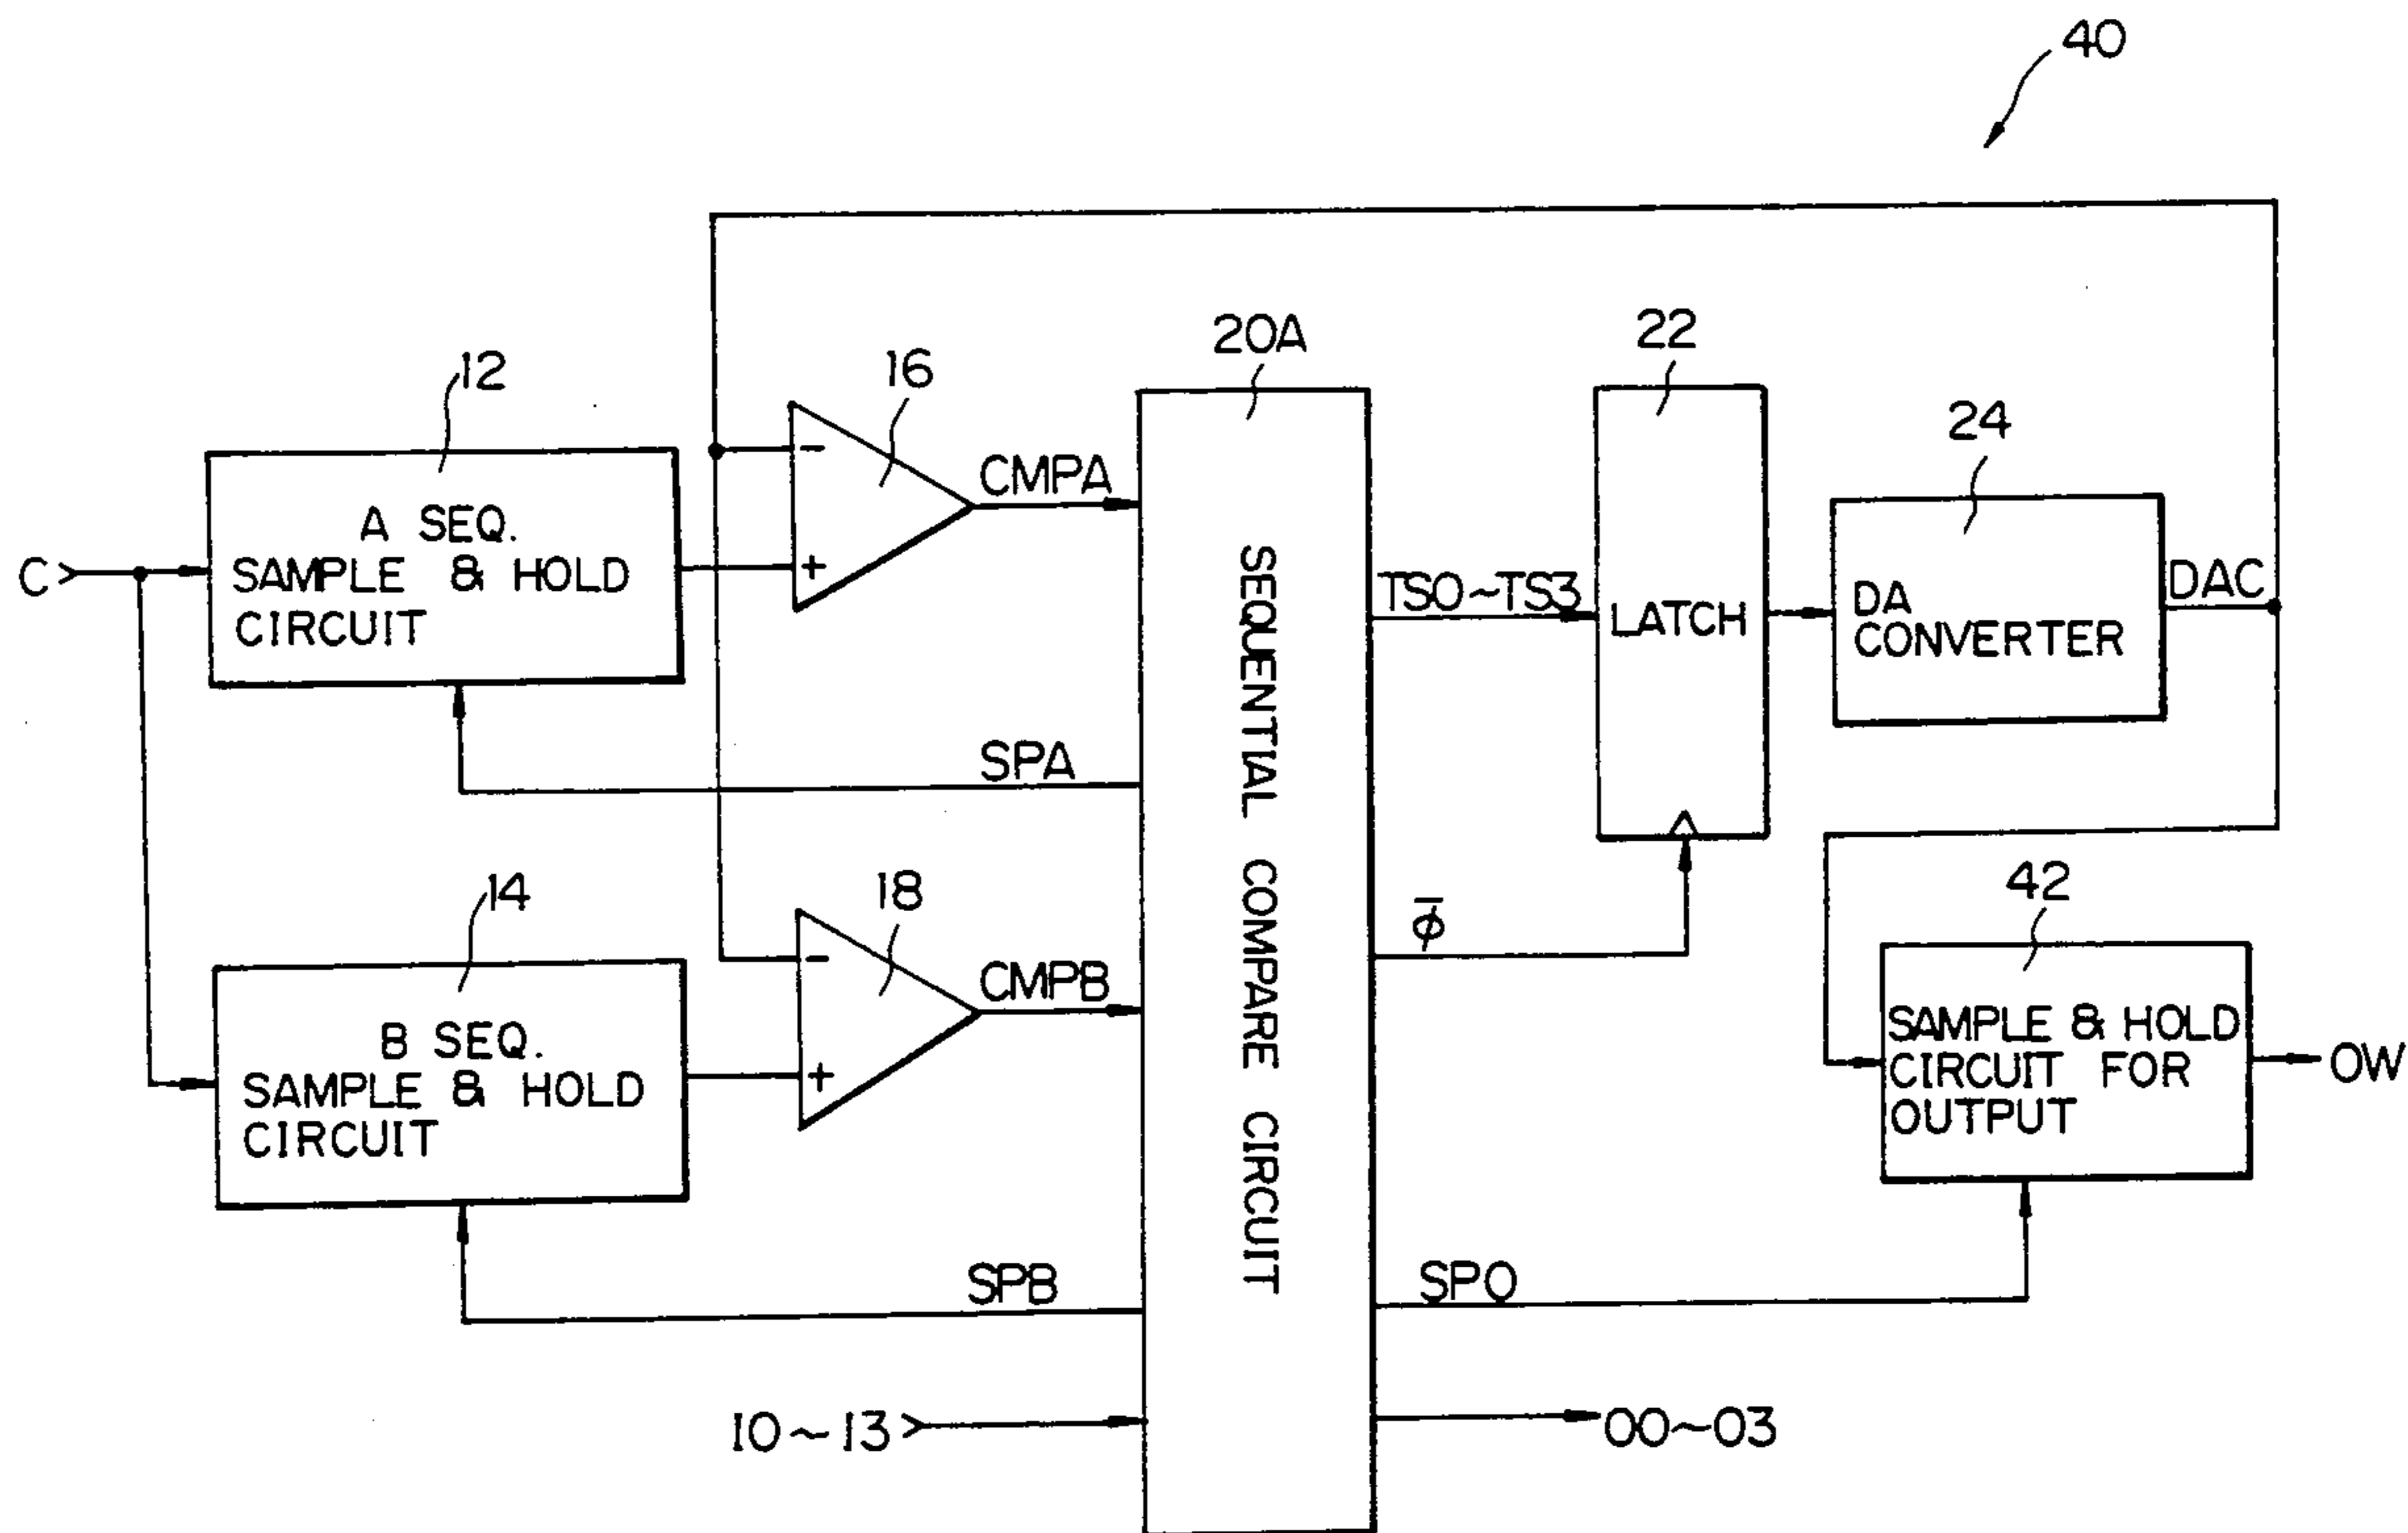 40
20A
22
12
16
24
CMPA
A SEQ.
SAMPLE & HOLD
CIRCUIT
C
TS0~TS3
LATCH
DA
CONVERTER
DAC
SPA
SEQUENTIAL COMPARE CIRCUIT
14
18
φ̅
42
CMPB
B SEQ.
SAMPLE & HOLD
CIRCUIT
SAMPLE & HOLD
CIRCUIT FOR
OUTPUT
OW
SPB
SPO
I0~I3
O0~O3
- + - +